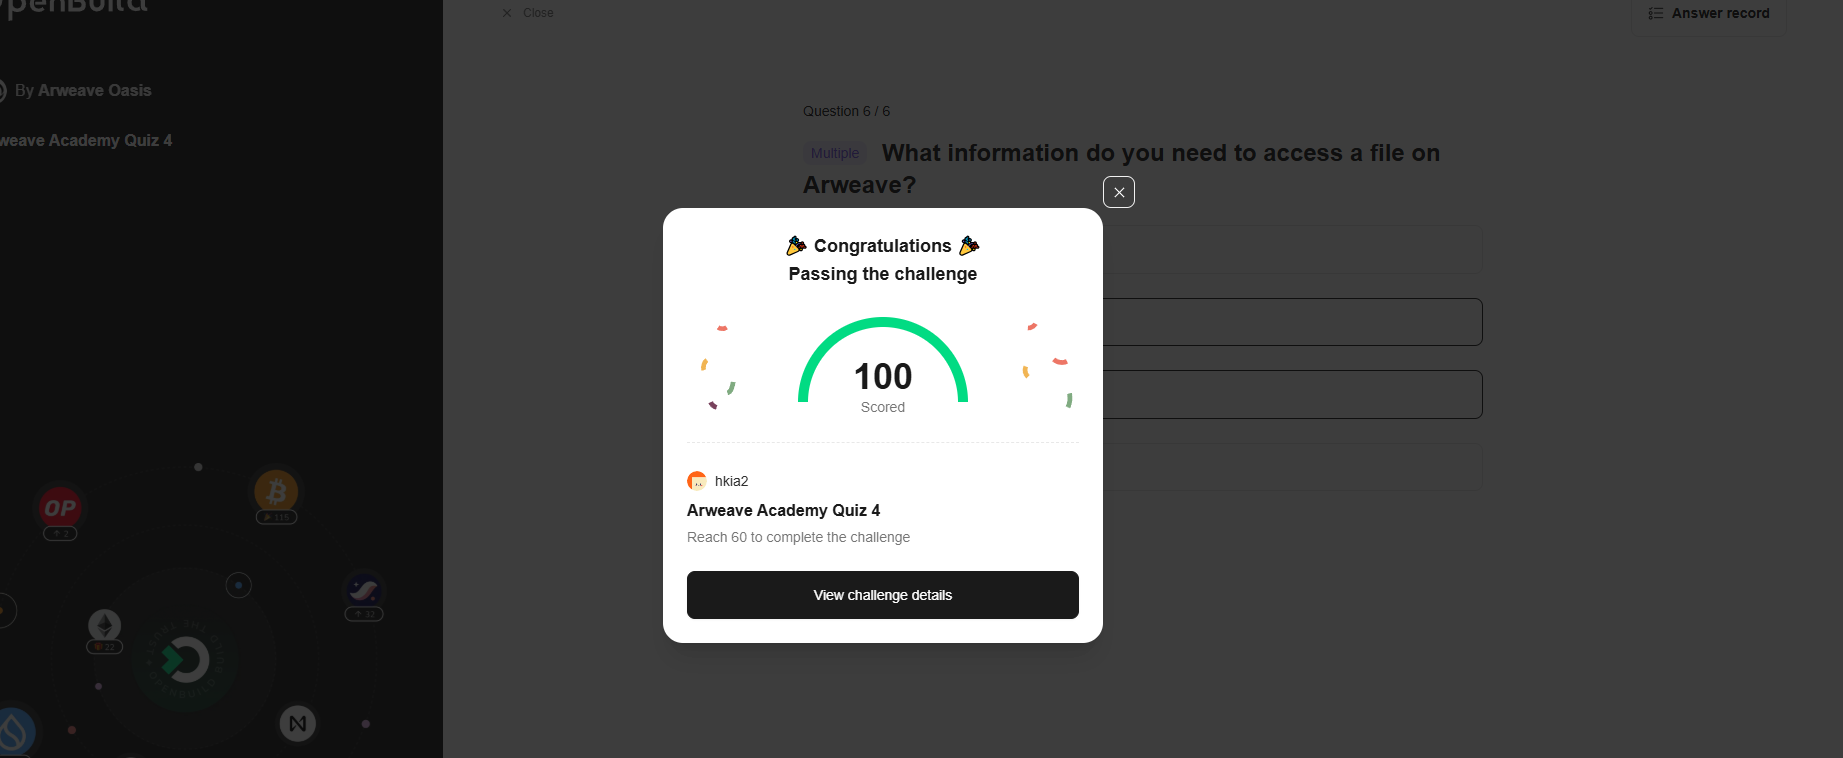 By Arweave Oasis
Arweave Academy Quiz 4
Close
Answer record
Question 6 / 6
Multiple What information do you need to access a file on
Arweave?
Congratulations
Passing the challenge
100
Scored
hkia2
Arweave Academy Quiz 4
Reach 60 to complete the challenge
View challenge details
OP
2
115
32
22